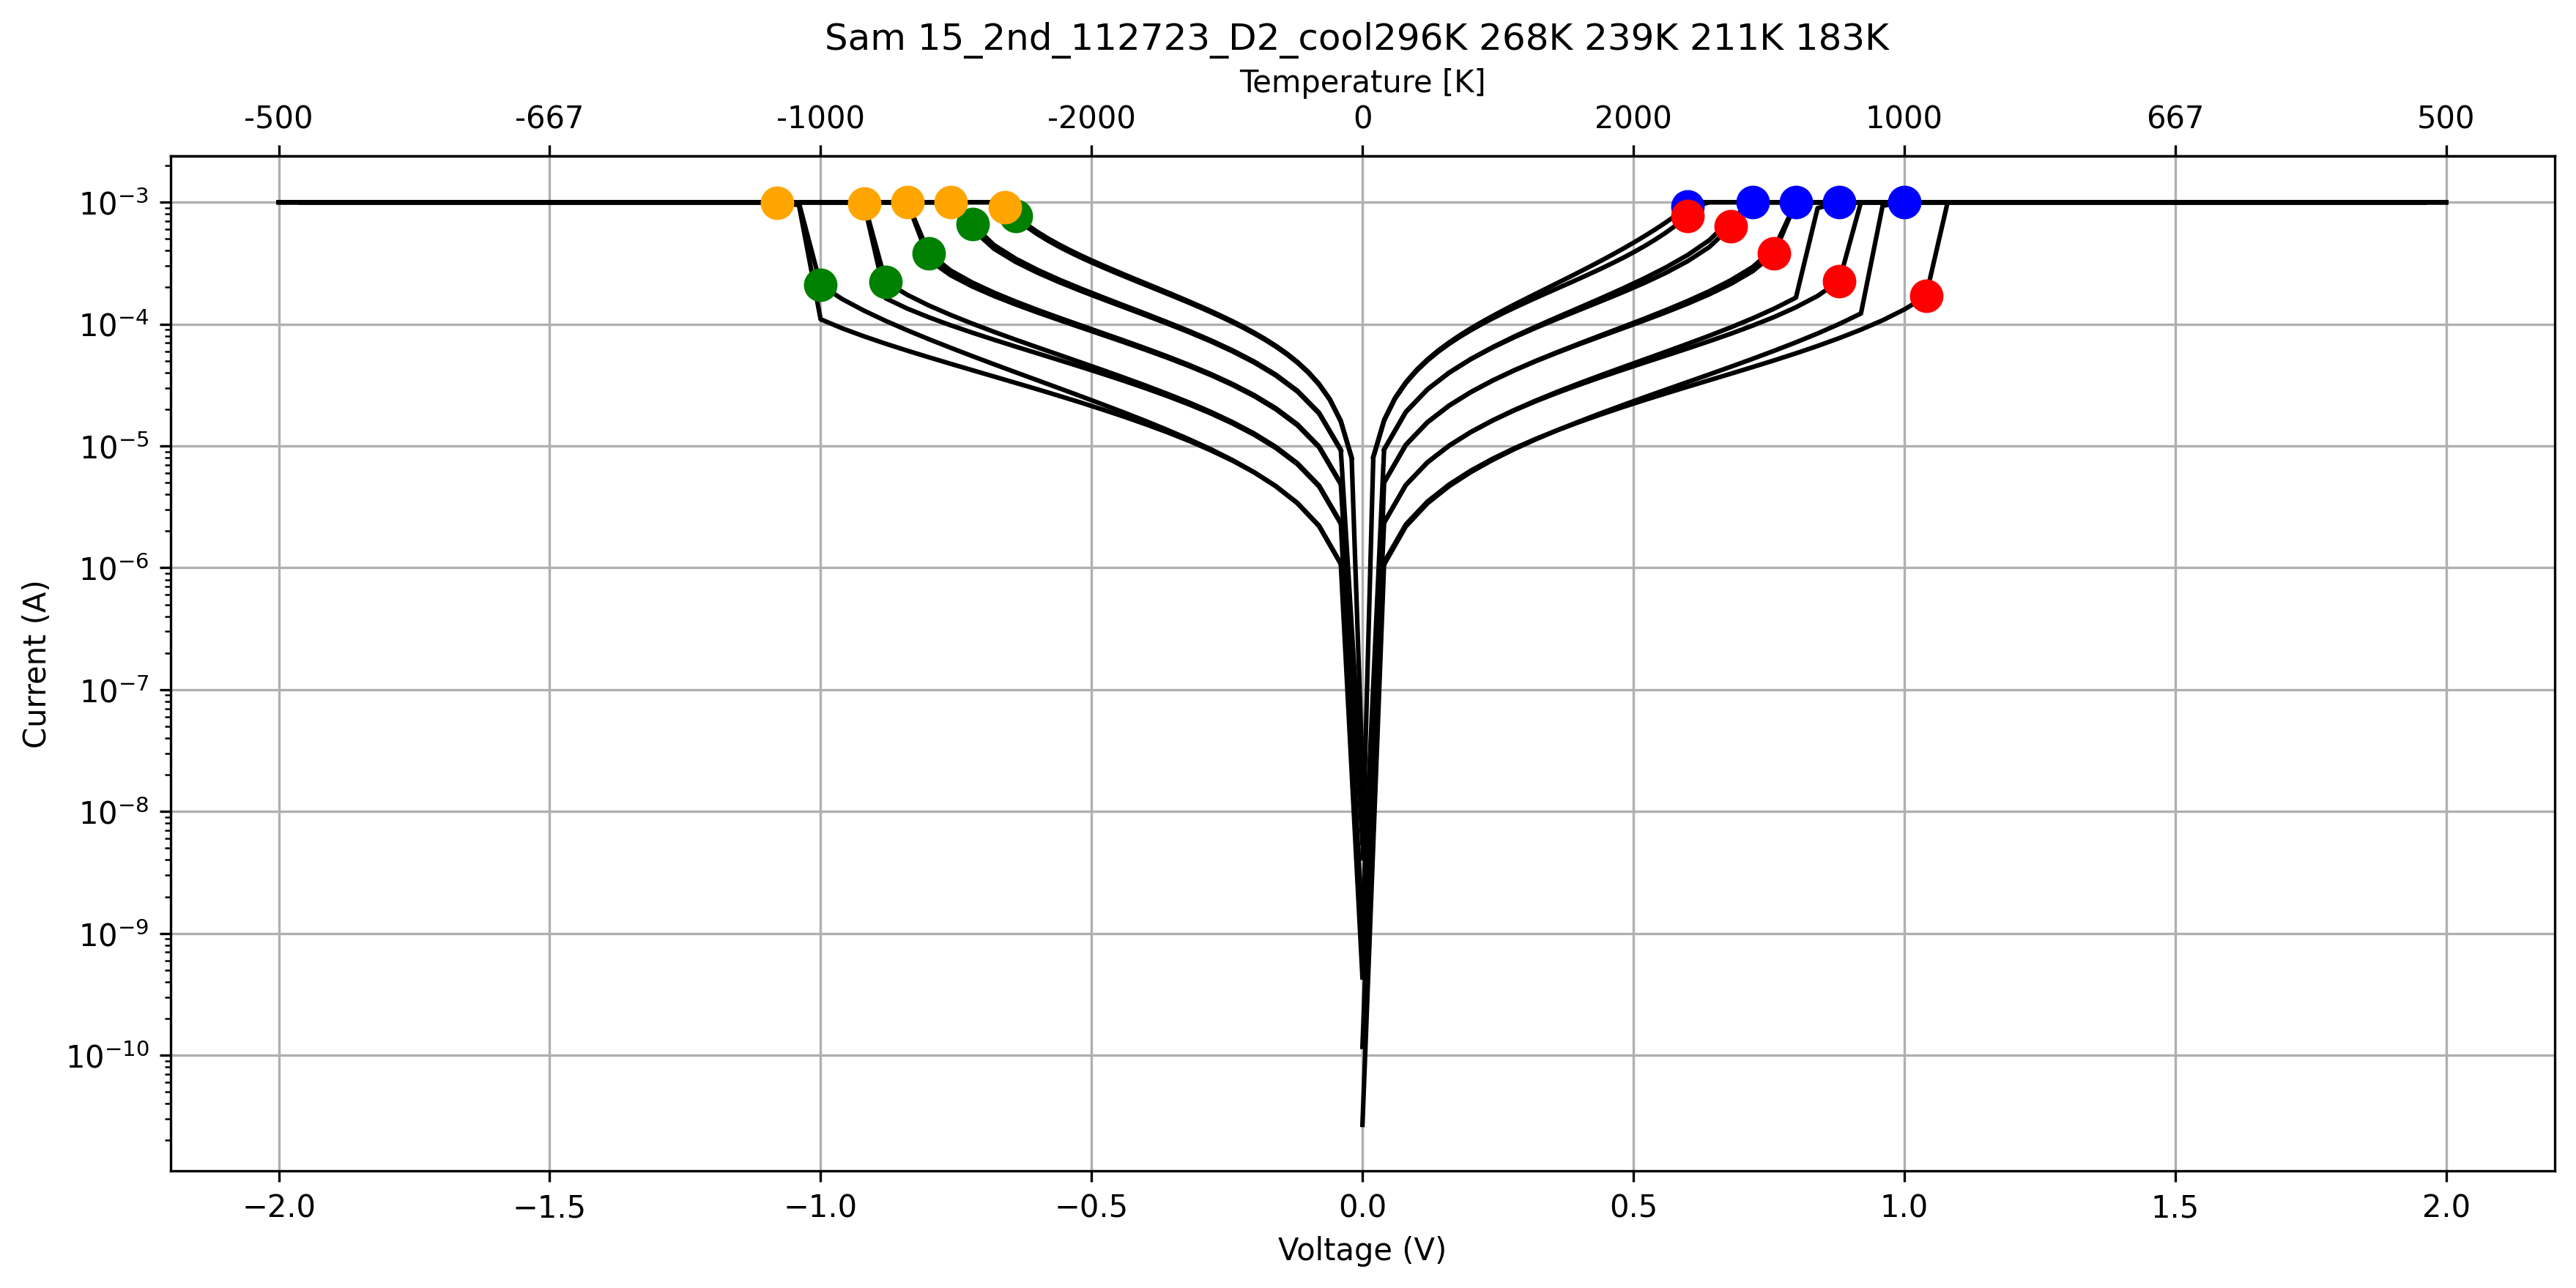 Sam 15_2nd_112723_D2_cool296K 268K 239K 211K 183K
Temperature [K]
-500 -667 -1000 -2000 0 2000 1000 667 500
10⁻³
10⁻⁴
10⁻⁵
10⁻⁶
10⁻⁷
10⁻⁸
10⁻⁹
10⁻¹⁰
Current (A)
−2.0 −1.5 −1.0 −0.5 0.0 0.5 1.0 1.5 2.0
Voltage (V)